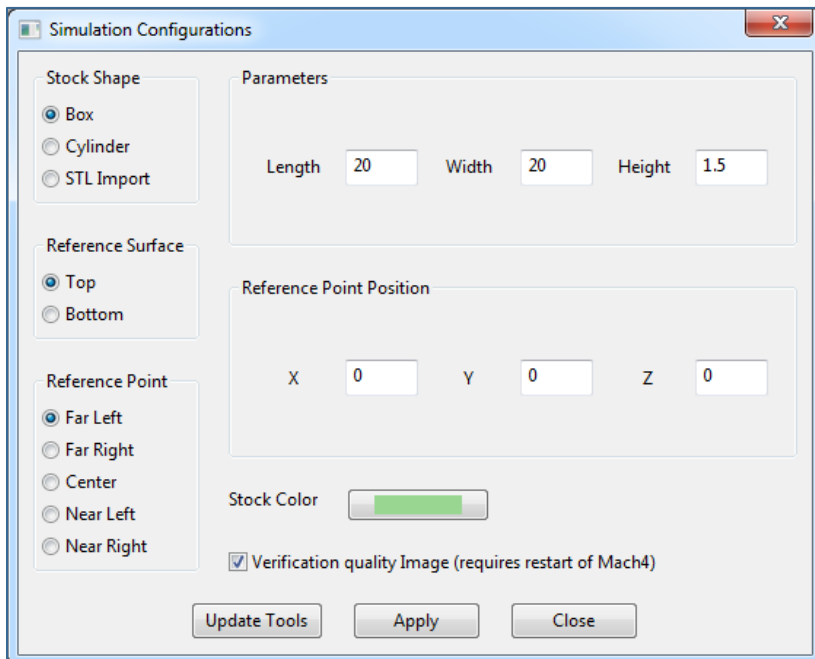 Simulation Configurations
Stock Shape
Box
Cylinder
STL Import
Reference Surface
Top
Bottom
Reference Point
Far Left
Far Right
Center
Near Left
Near Right
Parameters
Length 20 Width 20 Height 1.5
Reference Point Position
X 0 Y 0 Z 0
Stock Color
Verification quality Image (requires restart of Mach4)
Update Tools Apply Close